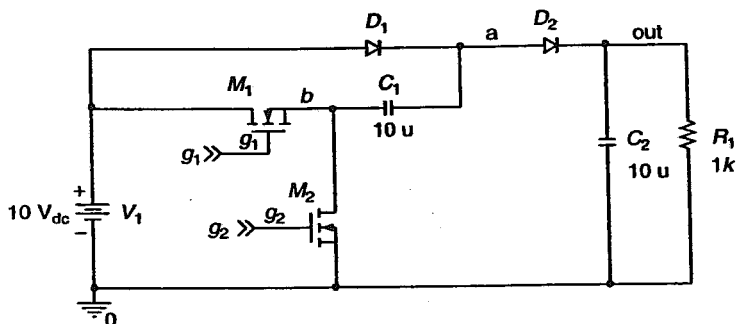 D₁
D₂
a
out
M₁
b
C₁
10 u
g₁
g₁
C₂
10 u
R₁
1k
M₂
+
10 Vdc
V₁
–
g₂
g₂
0